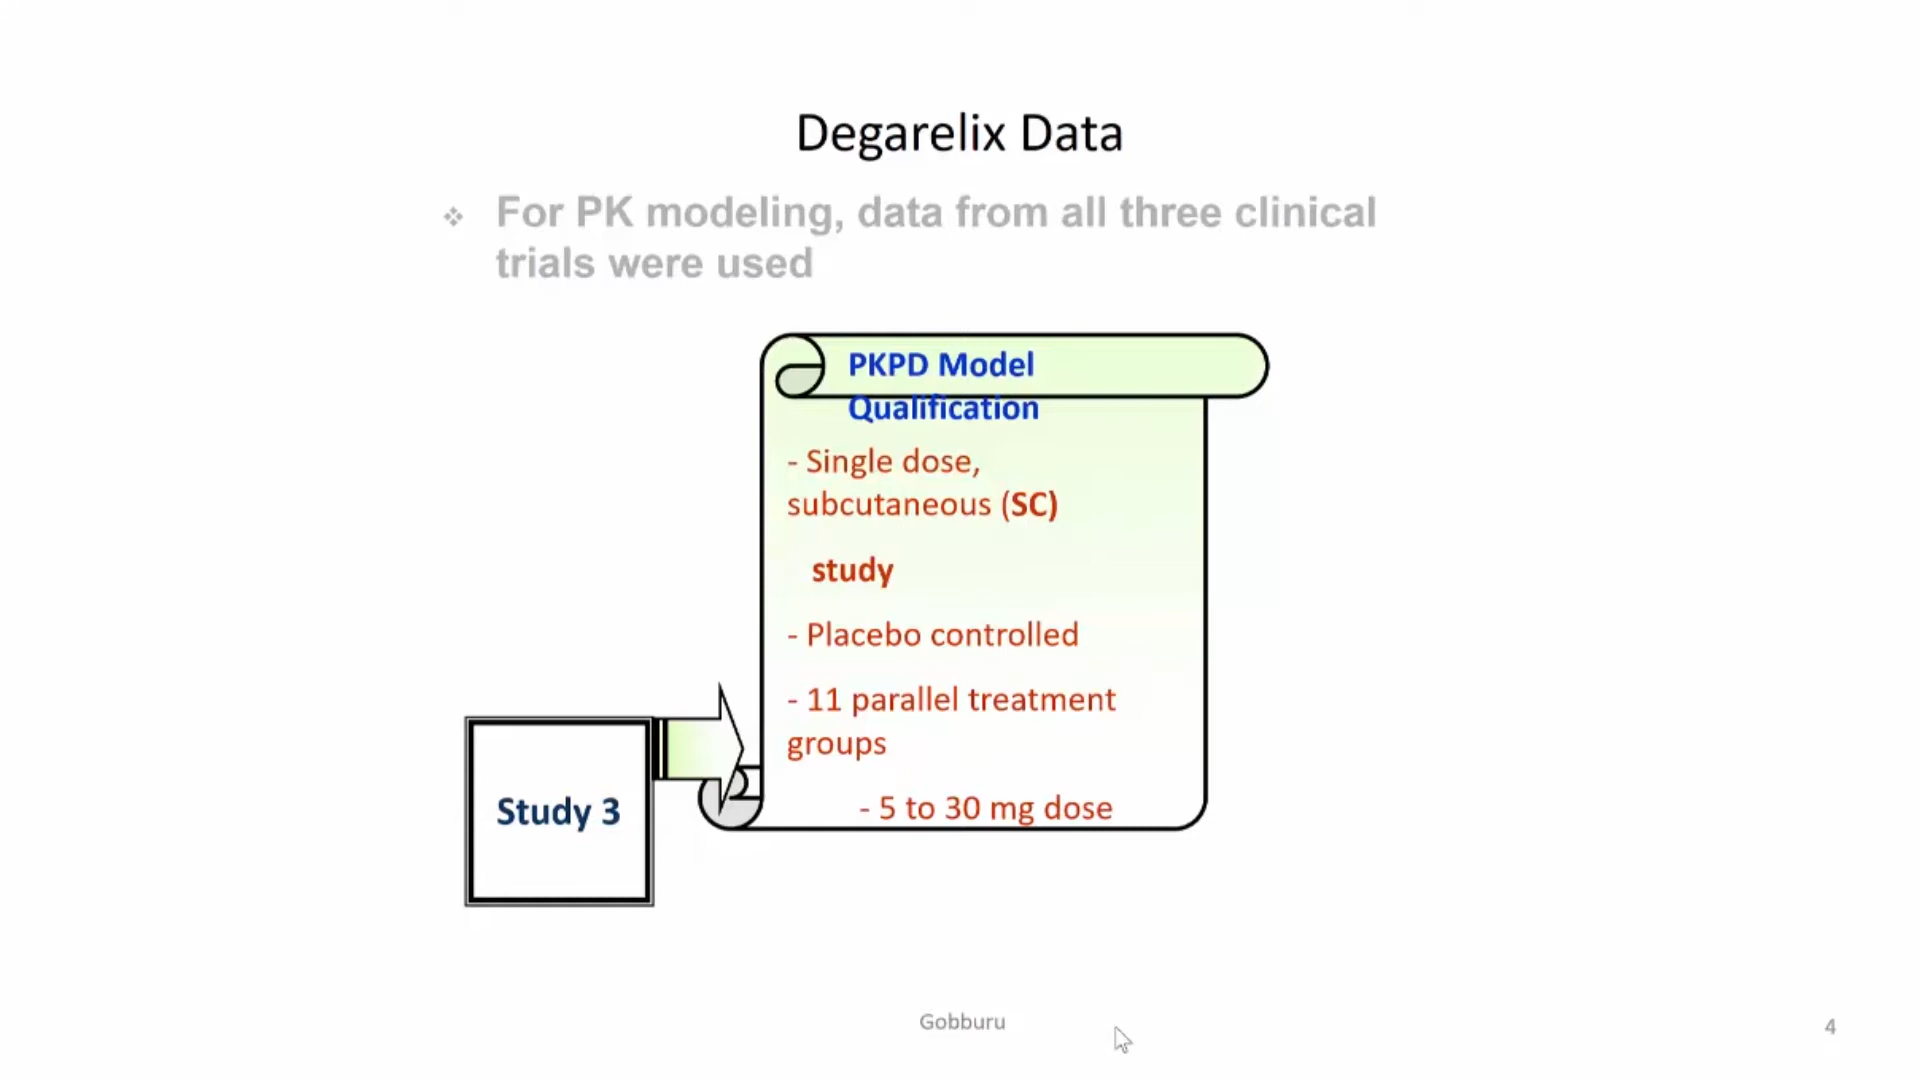 Degarelix Data
❖ For PK modeling, data from all three clinical
trials were used
PKPD Model
Qualification
- Single dose,
subcutaneous (SC)
study
- Placebo controlled
- 11 parallel treatment
groups
- 5 to 30 mg dose
Study 3
Gobburu
4